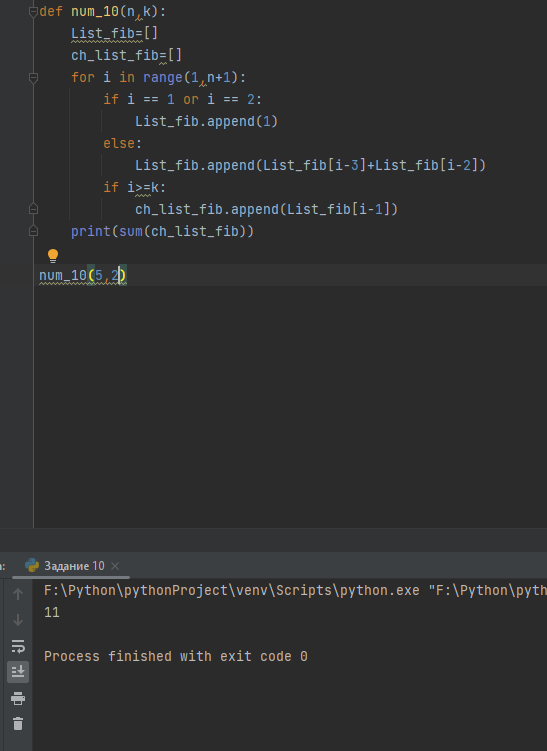 def num_10(n,k):
    List_fib=[]
    ch_list_fib=[]
    for i in range(1,n+1):
        if i == 1 or i == 2:
            List_fib.append(1)
        else:
            List_fib.append(List_fib[i-3]+List_fib[i-2])
        if i>=k:
            ch_list_fib.append(List_fib[i-1])
    print(sum(ch_list_fib))
num_10(5,2)
Задание 10
F:\Python\pythonProject\venv\Scripts\python.exe "F:\Python\pyth
11
Process finished with exit code 0